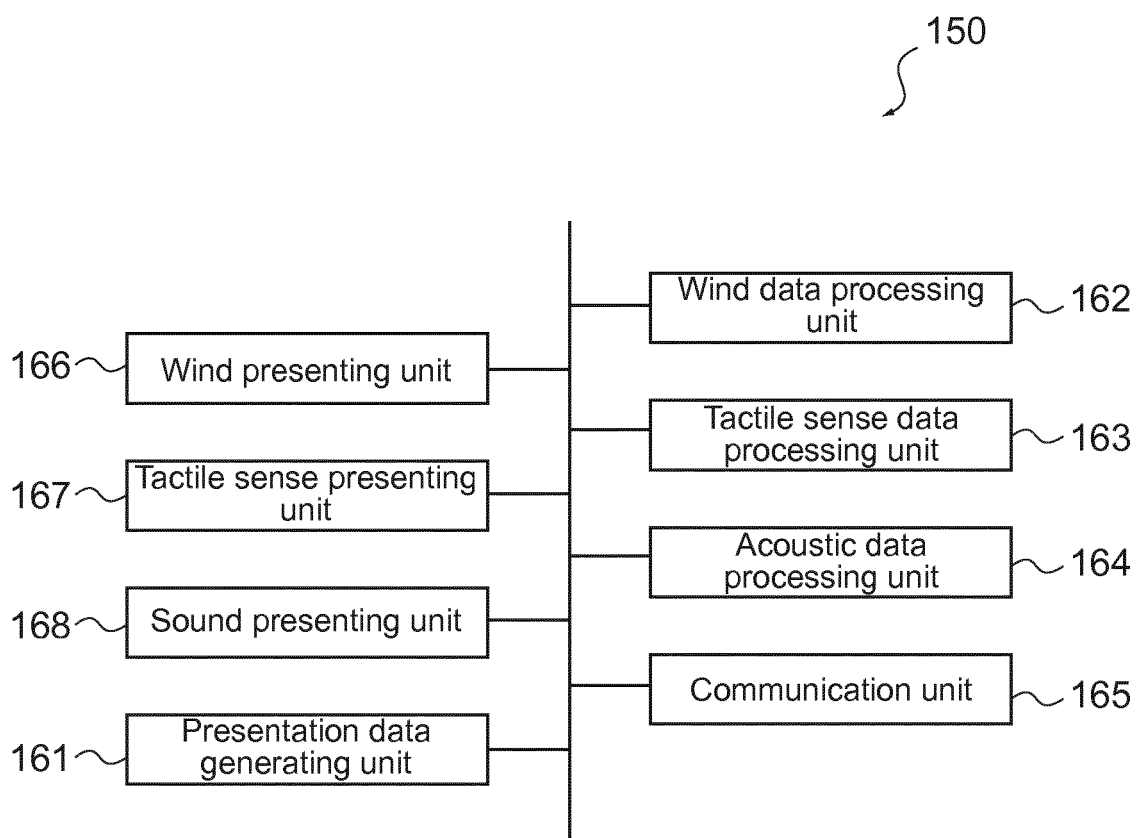 150
Wind data processing
unit
162
166
Wind presenting unit
Tactile sense data
processing unit
163
167
Tactile sense presenting
unit
Acoustic data
processing unit
164
168
Sound presenting unit
Communication unit
165
161
Presentation data
generating unit